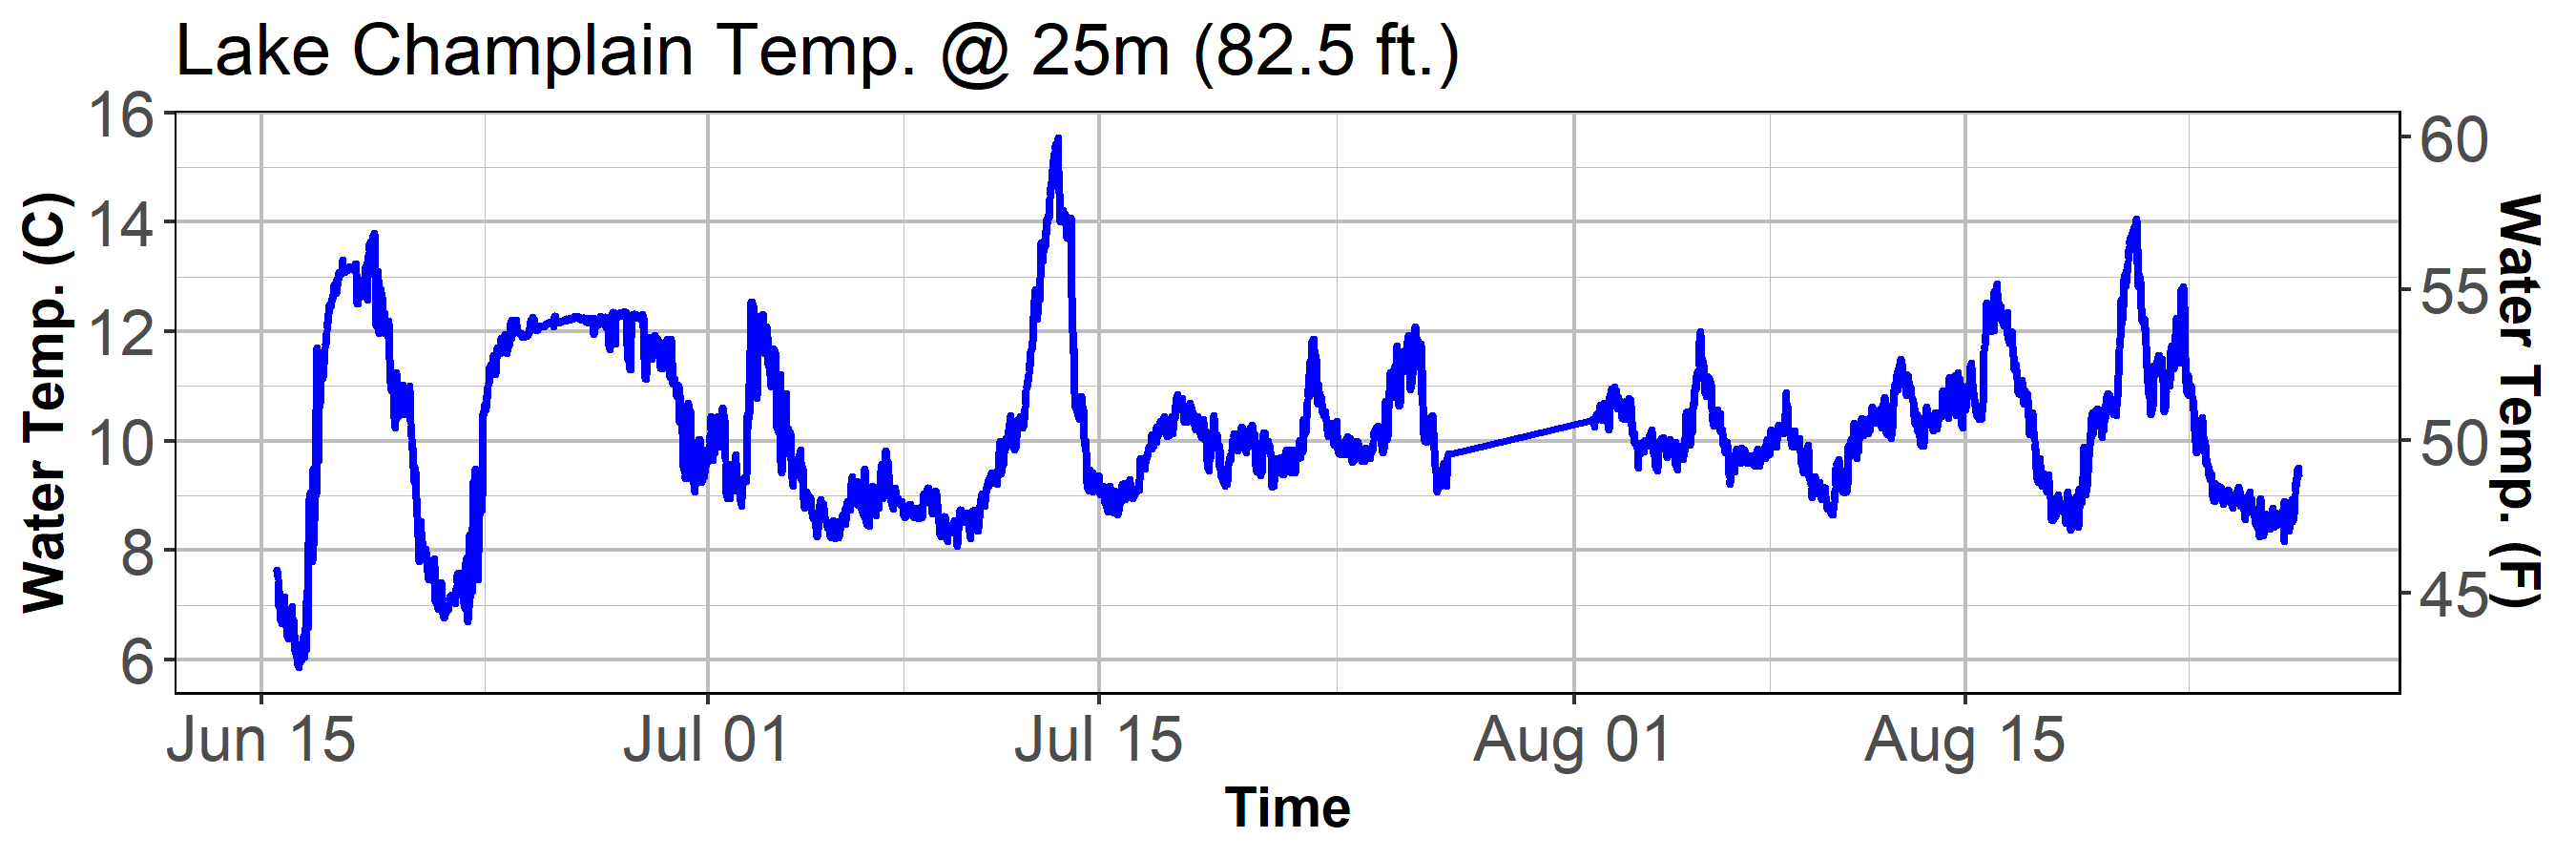 Lake Champlain Temp. @ 25m (82.5 ft.)
Water Temp. (C)
16
14
12
10
8
6
60
55
50
45
Water Temp. (F)
Jun 15 Jul 01 Jul 15 Aug 01 Aug 15
Time